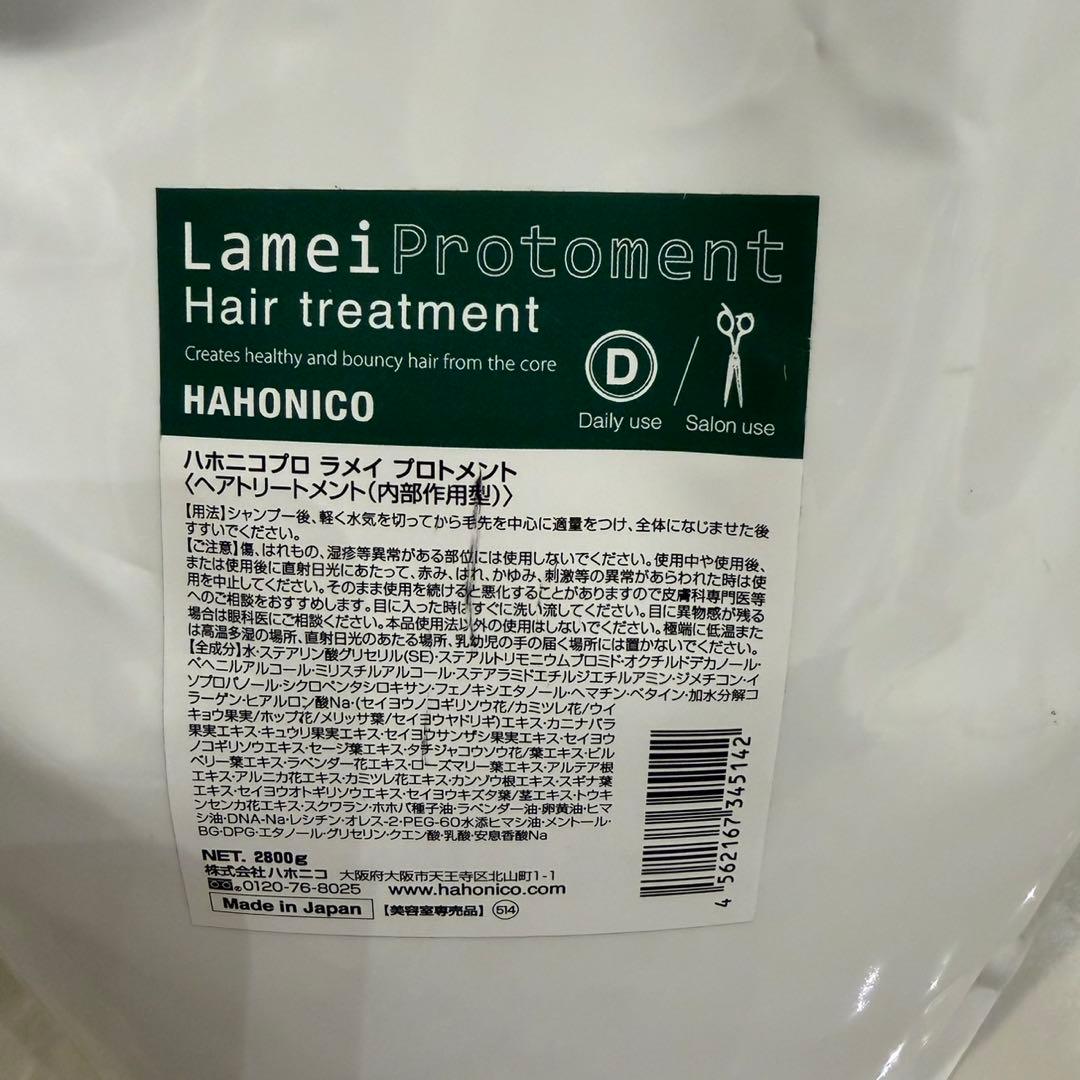 Lamei Protoment
Hair treatment
Creates healthy and bouncy hair from the core
HAHONICO
D
Daily use
Salon use
ハホニコプロ ラメイ プロトメント
〈ヘアトリートメント(内部作用型)〉
【用法】シャンプー後、軽く水気を切ってから毛先を中心に適量をつけ、全体になじませた後
すすいでください。
【ご注意】傷、はれもの、湿疹等異常がある部位には使用しないでください。使用中や使用後、
または使用後に直射日光にあたって、赤み、はれ、かゆみ、刺激等の異常があらわれた時は使
用を中止してください。そのまま使用を続けると悪化することがありますので皮膚科専門医等
へのご相談をおすすめします。目に入った時はすぐに洗い流してください。目に異物感が残る
場合は眼科医にご相談ください。本品使用法以外の使用はしないでください。極端に低温また
は高温多湿の場所、直射日光のあたる場所、乳幼児の手の届く場所には置かないでください。
【全成分】水・ステアリン酸グリセリル(SE)・ステアルトリモニウムブロミド・オクチルドデカノール・
ベヘニルアルコール・ミリスチルアルコール・ステアラミドエチルジエチルアミン・ジメチコン・イ
ソプロパノール・シクロペンタシロキサン・フェノキシエタノール・ヘマチン・ベタイン・加水分解コ
ラーゲン・ヒアルロン酸Na・(セイヨウノコギリソウ花/カミツレ花/ウイ
キョウ果実/ホップ花/メリッサ葉/セイヨウヤドリギ)エキス・カニナバラ
果実エキス・キュウリ果実エキス・セイヨウサンザシ果実エキス・セイヨウ
ノコギリソウエキス・セージ葉エキス・タチジャコウソウ花/葉エキス・ビル
ベリー葉エキス・ラベンダー花エキス・ローズマリー葉エキス・アルテア根
エキス・アルニカ花エキス・カミツレ花エキス・カンゾウ根エキス・スギナ葉
エキス・セイヨウオトギリソウエキス・セイヨウキズタ葉/茎エキス・トウキ
ンセンカ花エキス・スクワラン・ホホバ種子油・ラベンダー油・卵黄油・ヒマ
シ油・DNA-Na・レシチン・オレス-2・PEG-60水添ヒマシ油・メントール・
BG・DPG・エタノール・グリセリン・クエン酸・乳酸・安息香酸Na
4 562167 345142
NET. 2800g
株式会社ハホニコ 大阪府大阪市天王寺区北山町1-1
0120-76-8025 www.hahonico.com
Made in Japan 【美容室専売品】 514